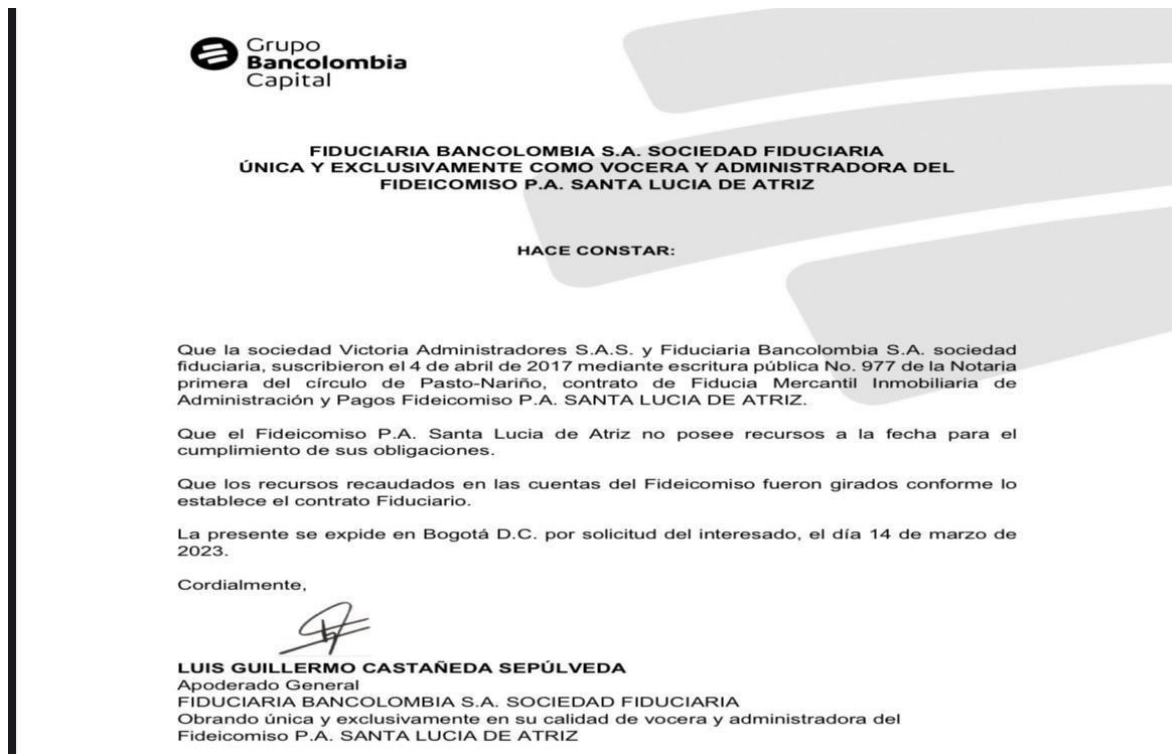 Grupo
Bancolombia
Capital
FIDUCIARIA BANCOLOMBIA S.A. SOCIEDAD FIDUCIARIA
ÚNICA Y EXCLUSIVAMENTE COMO VOCERA Y ADMINISTRADORA DEL
FIDEICOMISO P.A. SANTA LUCIA DE ATRIZ
HACE CONSTAR:
Que la sociedad Victoria Administradores S.A.S. y Fiduciaria Bancolombia S.A. sociedad
fiduciaria, suscribieron el 4 de abril de 2017 mediante escritura pública No. 977 de la Notaria
primera del círculo de Pasto-Nariño, contrato de Fiducia Mercantil Inmobiliaria de
Administración y Pagos Fideicomiso P.A. SANTA LUCIA DE ATRIZ.
Que el Fideicomiso P.A. Santa Lucia de Atriz no posee recursos a la fecha para el
cumplimiento de sus obligaciones.
Que los recursos recaudados en las cuentas del Fideicomiso fueron girados conforme lo
establece el contrato Fiduciario.
La presente se expide en Bogotá D.C. por solicitud del interesado, el día 14 de marzo de
2023.
Cordialmente,
LUIS GUILLERMO CASTAÑEDA SEPÚLVEDA
Apoderado General
FIDUCIARIA BANCOLOMBIA S.A. SOCIEDAD FIDUCIARIA
Obrando única y exclusivamente en su calidad de vocera y administradora del
Fideicomiso P.A. SANTA LUCIA DE ATRIZ